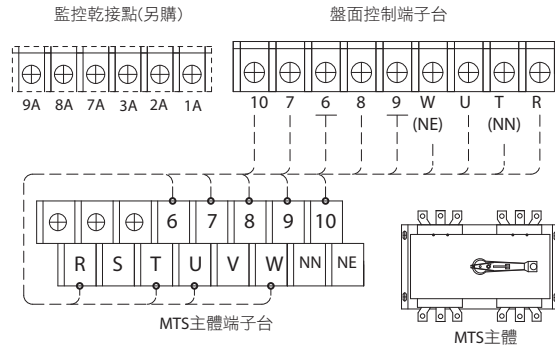 監控乾接點(另購)
盤面控制端子台
9A 8A 7A 3A 2A 1A
10 7 6 8 9 W U T R
(NE) (NN)
6 7 8 9 10
R S T U V W NN NE
MTS主體端子台
MTS主體